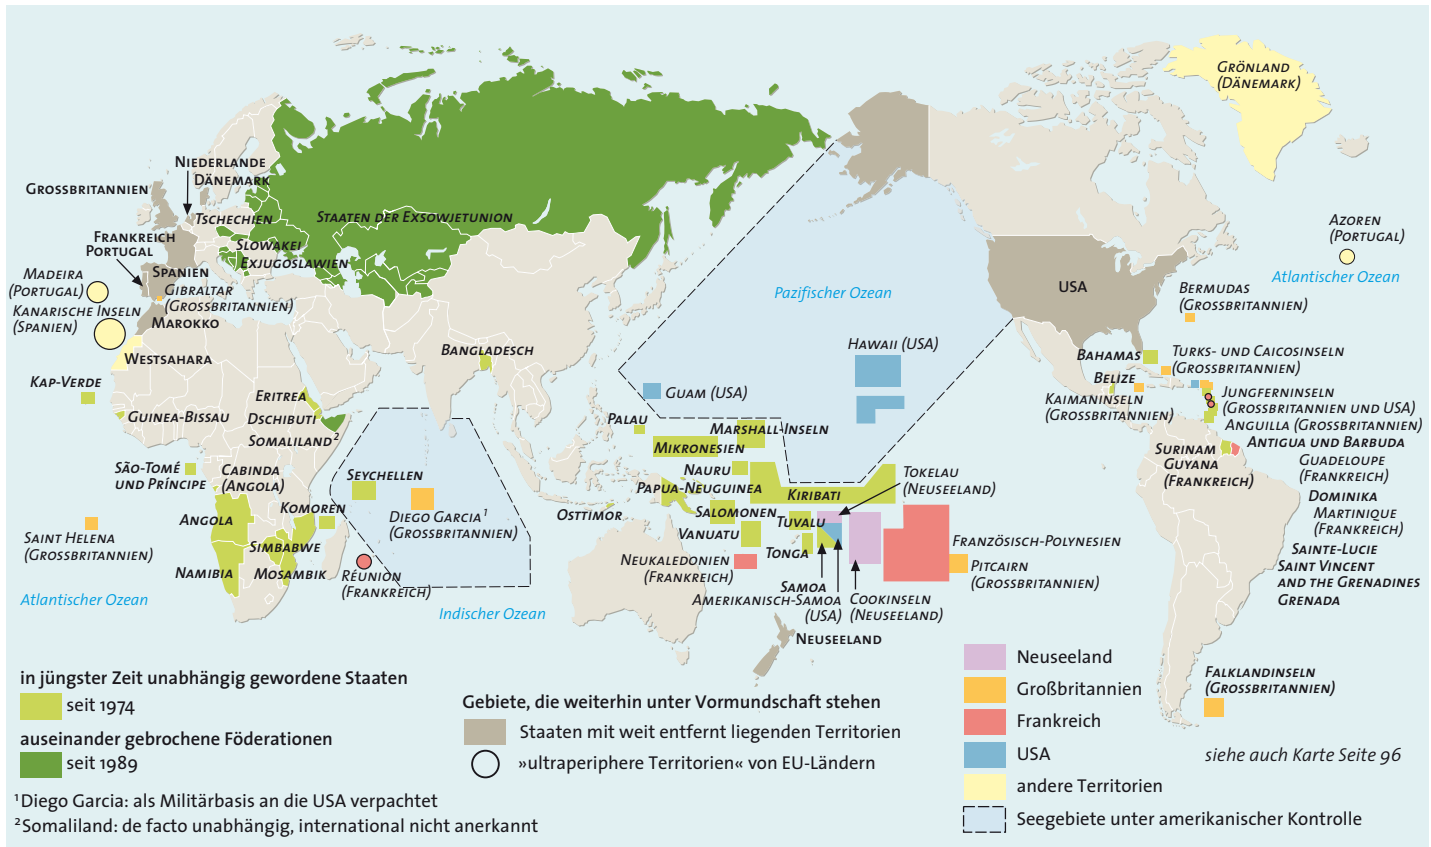 GRÖNLAND
(DÄNEMARK)
NIEDERLANDE
DÄNEMARK
GROSSBRITANNIEN
TSCHECHIEN
STAATEN DER EXSOWJETUNION
FRANKREICH
PORTUGAL
SLOWAKEI
EXJUGOSLAWIEN
SPANIEN
MADEIRA
(PORTUGAL)
GIBRALTAR
(GROSSBRITANNIEN)
KANARISCHE INSELN
(SPANIEN)
MAROKKO
WESTSAHARA
AZOREN
(PORTUGAL)
Atlantischer Ozean
Pazifischer Ozean
USA
BERMUDAS
(GROSSBRITANNIEN)
HAWAII (USA)
BANGLADESCH
BAHAMAS
TURKS- UND CAICOSINSELN
(GROSSBRITANNIEN)
KAP-VERDE
ERITREA
GUAM (USA)
BELIZE
KAIMANINSELN
(GROSSBRITANNIEN)
JUNGFERNINSELN
(GROSSBRITANNIEN UND USA)
ANGUILLA (GROSSBRITANNIEN)
GUINEA-BISSAU
DSCHIBUTI
SOMALILAND²
PALAU
MARSHALL-INSELN
MIKRONESIEN
ANTIGUA UND BARBUDA
SURINAM
GUYANA
(FRANKREICH)
GUADELOUPE
(FRANKREICH)
SÃO-TOMÉ
UND PRÍNCIPE
CABINDA
(ANGOLA)
SEYCHELLEN
NAURU
TOKELAU
(NEUSEELAND)
PAPUA-NEUGUINEA
KIRIBATI
DOMINIKA
MARTINIQUE
(FRANKREICH)
KOMOREN
DIEGO GARCIA¹
(GROSSBRITANNIEN)
OSTTIMOR
SALOMONEN
TUVALU
ANGOLA
SAINT HELENA
(GROSSBRITANNIEN)
SIMBABWE
VANUATU
TONGA
FRANZÖSISCH-POLYNESIEN
PITCAIRN
(GROSSBRITANNIEN)
SAINTE-LUCIE
SAINT VINCENT
AND THE GRENADINES
GRENADA
NAMIBIA
MOSAMBIK
RÉUNION
(FRANKREICH)
NEUKALEDONIEN
(FRANKREICH)
SAMOA
AMERIKANISCH-SAMOA
(USA)
COOKINSELN
(NEUSEELAND)
Atlantischer Ozean
Indischer Ozean
NEUSEELAND
FALKLANDINSELN
(GROSSBRITANNIEN)
in jüngster Zeit unabhängig gewordene Staaten
seit 1974
auseinander gebrochene Föderationen
seit 1989
¹Diego Garcia: als Militärbasis an die USA verpachtet
²Somaliland: de facto unabhängig, international nicht anerkannt
Gebiete, die weiterhin unter Vormundschaft stehen
Staaten mit weit entfernt liegenden Territorien
»ultraperiphere Territorien« von EU-Ländern
Neuseeland
Großbritannien
Frankreich
USA
andere Territorien
Seegebiete unter amerikanischer Kontrolle
siehe auch Karte Seite 96